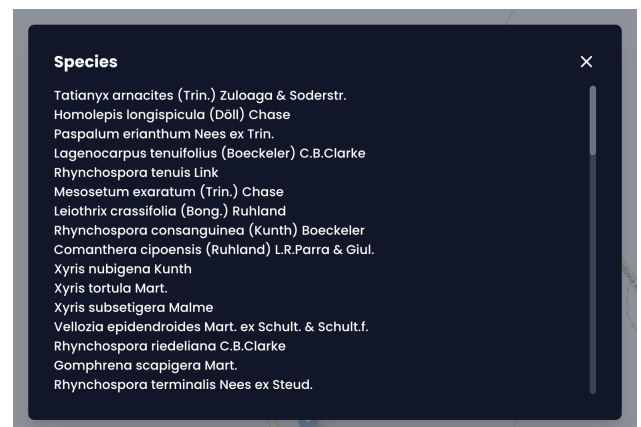 Species
Tatianyx arnacites (Trin.) Zuloaga & Soderstr.
Homolepis longispicula (Döll) Chase
Paspalum erianthum Nees ex Trin.
Lagenocarpus tenuifolius (Boeckeler) C.B.Clarke
Rhynchospora tenuis Link
Mesosetum exaratum (Trin.) Chase
Leiothrix crassifolia (Bong.) Ruhland
Rhynchospora consanguinea (Kunth) Boeckeler
Comanthera cipoensis (Ruhland) L.R.Parra & Giul.
Xyris nubigena Kunth
Xyris tortula Mart.
Xyris subsetigera Malme
Vellozia epidendroides Mart. ex Schult. & Schult.f.
Rhynchospora riedeliana C.B.Clarke
Gomphrena scapigera Mart.
Rhynchospora terminalis Nees ex Steud.